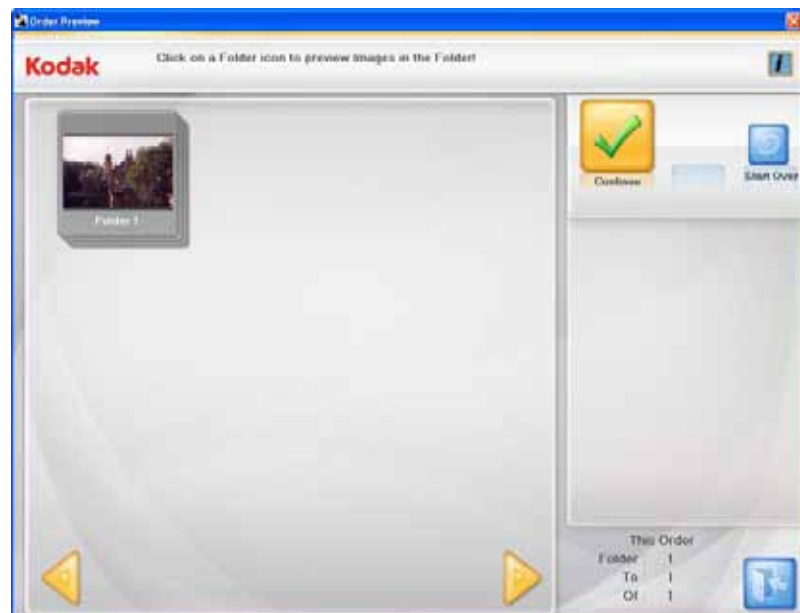 Order Preview
Kodak
Click on a Folder icon to preview images in the Folder!
i
Folder 1
Continue
Start Over
This Order
Folder 1
To 1
Of 1